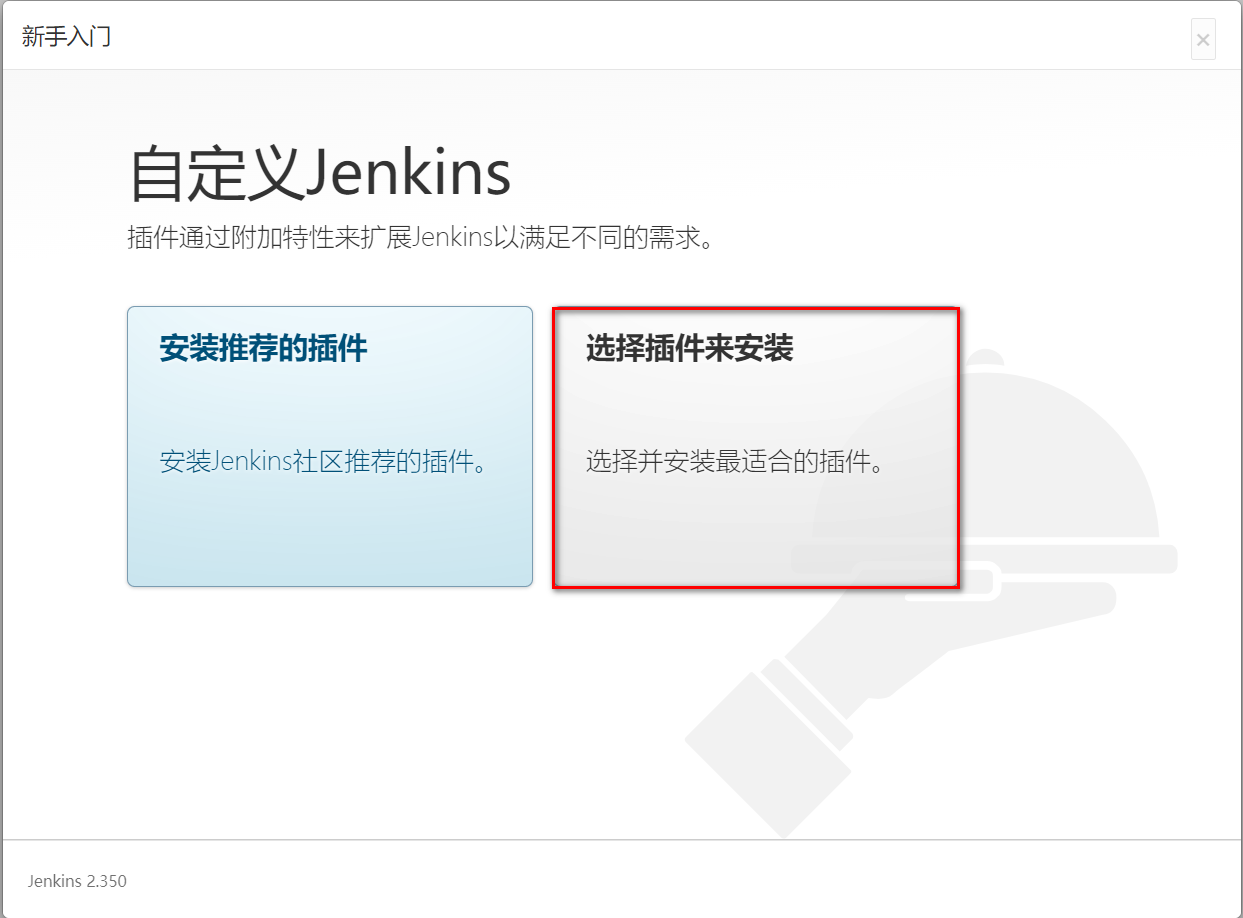 新手入门
×
自定义Jenkins
插件通过附加特性来扩展Jenkins以满足不同的需求。
安装推荐的插件
安装Jenkins社区推荐的插件。
选择插件来安装
选择并安装最适合的插件。
Jenkins 2.350